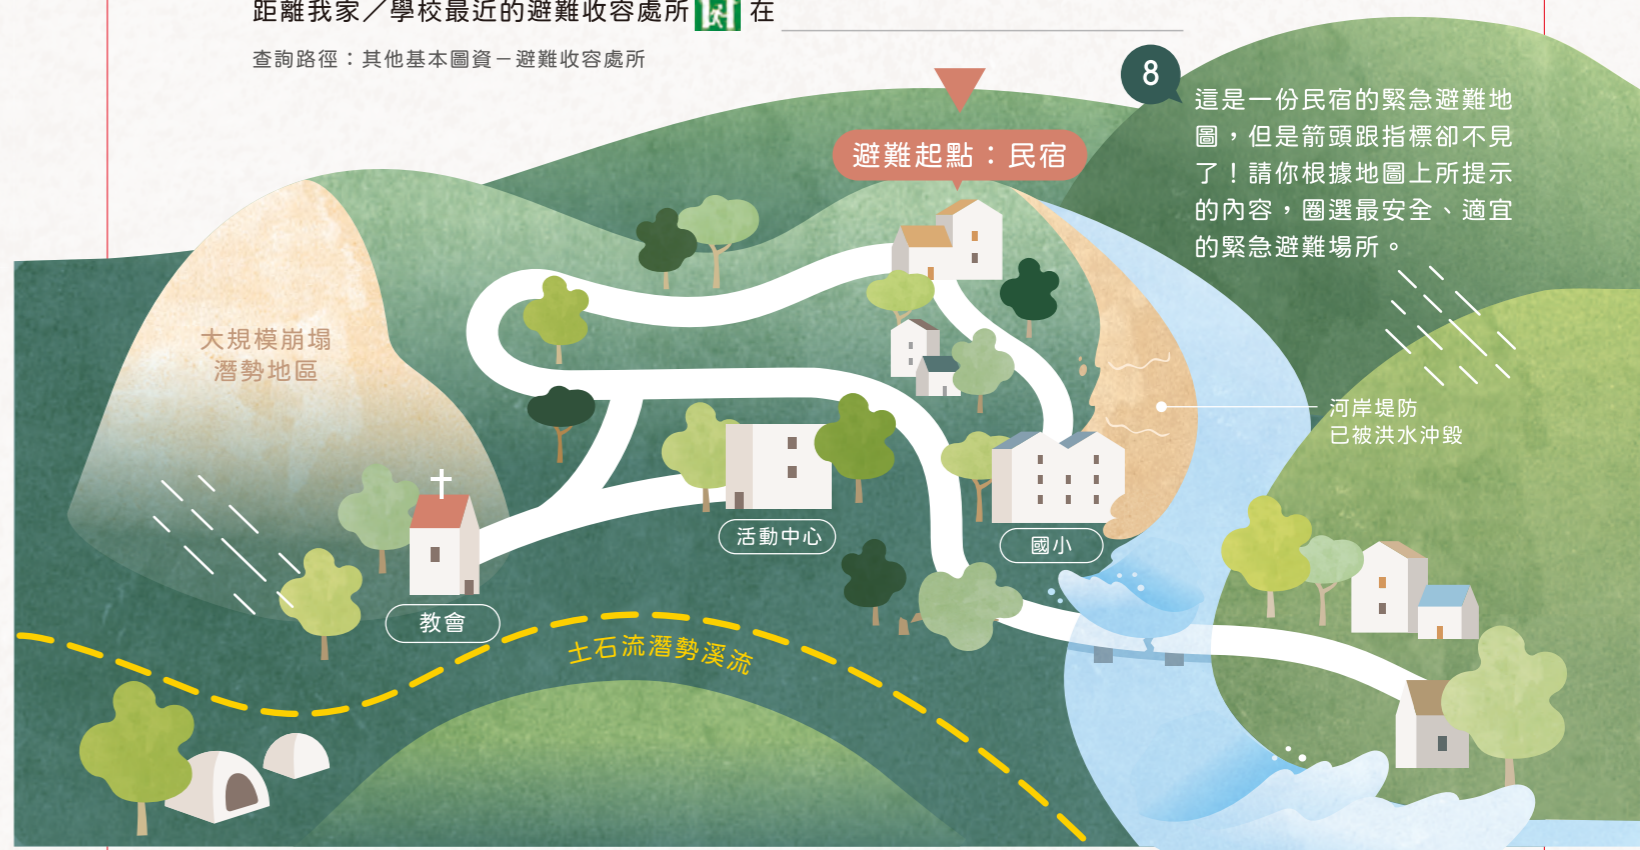 距離我家／學校最近的避難收容處所 在
查詢路徑：其他基本圖資－避難收容處所
8
這是一份民宿的緊急避難地
圖，但是箭頭跟指標卻不見
了！請你根據地圖上所提示
的內容，圈選最安全、適宜
的緊急避難場所。
避難起點：民宿
大規模崩塌
潛勢地區
河岸堤防
已被洪水沖毀
活動中心
國小
教會
土石流潛勢溪流